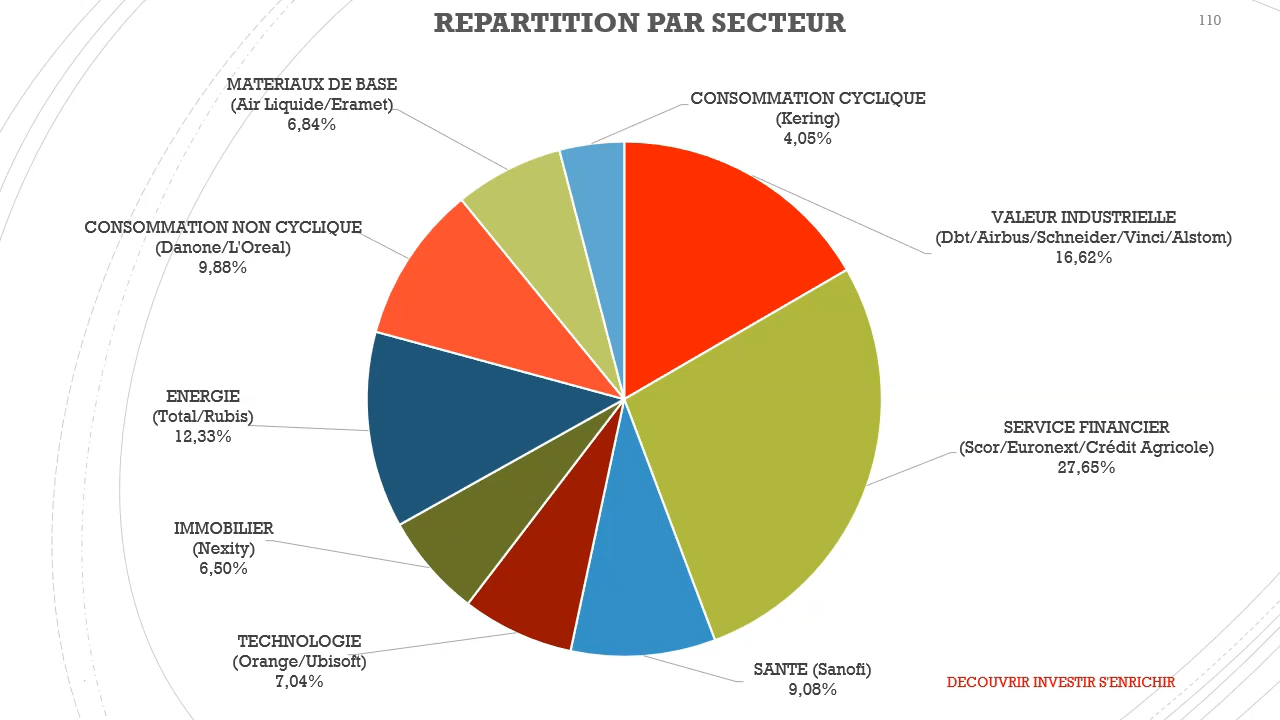 REPARTITION PAR SECTEUR
110
MATERIAUX DE BASE
(Air Liquide/Eramet)
6,84%
CONSOMMATION CYCLIQUE
(Kering)
4,05%
CONSOMMATION NON CYCLIQUE
(Danone/L'Oreal)
9,88%
VALEUR INDUSTRIELLE
(Dbt/Airbus/Schneider/Vinci/Alstom)
16,62%
ENERGIE
(Total/Rubis)
12,33%
SERVICE FINANCIER
(Scor/Euronext/Crédit Agricole)
27,65%
IMMOBILIER
(Nexity)
6,50%
TECHNOLOGIE
(Orange/Ubisoft)
7,04%
SANTE (Sanofi)
9,08%
DECOUVRIR INVESTIR S'ENRICHIR